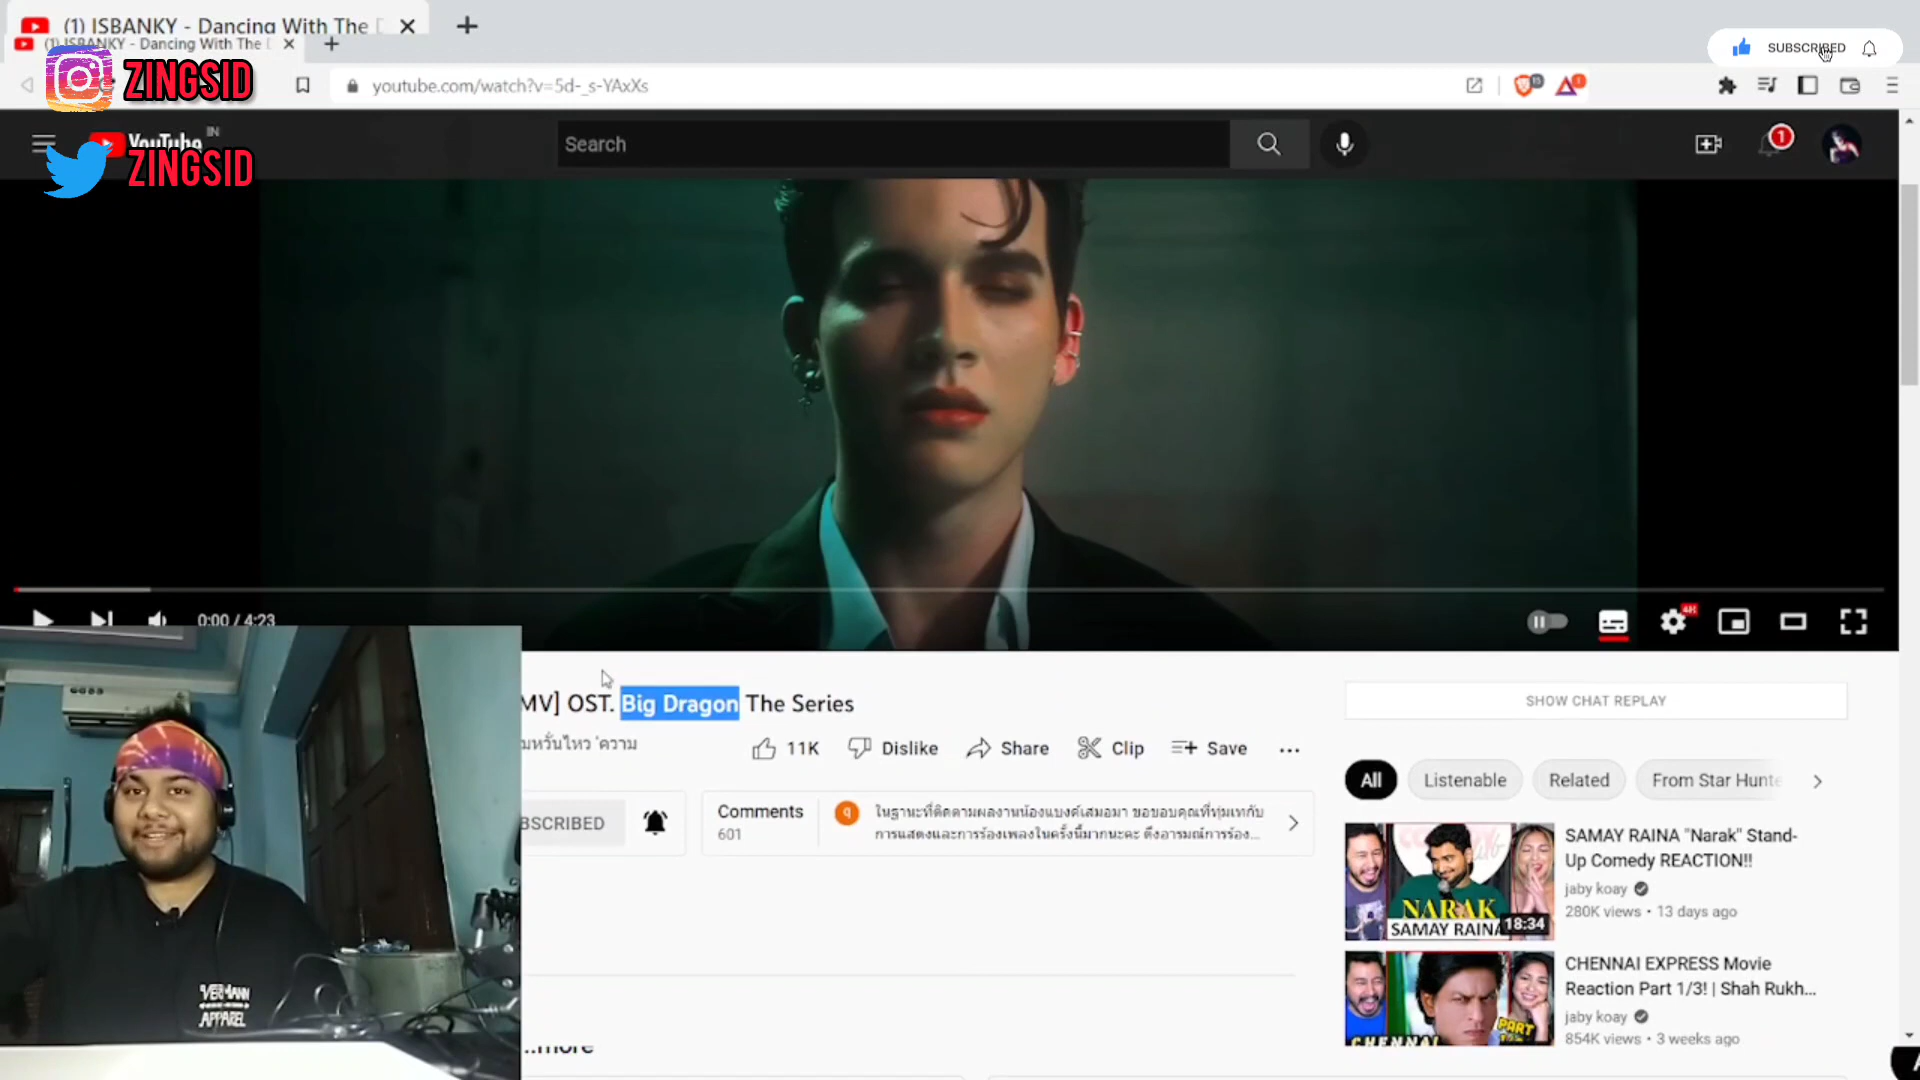 (1) ISBANKY - Dancing With The
(1) ISBANKY - Dancing With The
SUBSCRIBED
ZINGSID
youtube.com/watch?v=5d-_s-YAxXs
YouTube IN
Search
1
ZINGSID
0:00 / 4:23
4K
MV] OST. Big Dragon The Series
SHOW CHAT REPLAY
มหวั่นไหว 'ความ
11K
Dislike
Share
Clip
Save
All
Listenable
Related
From Star Hunte
BSCRIBED
Comments
601
ในฐานะที่ติดตามผลงานน้องแบงค์เสมอมา ขอขอบคุณที่ทุ่มเทกับ
การแสดงและการร้องเพลงในครั้งนี้มากนะคะ ดึงอารมณ์การร้อง...
NARAK
SAMAY RAINA
18:34
SAMAY RAINA "Narak" Stand-
Up Comedy REACTION!!
jaby koay
280K views • 13 days ago
CHENNAI
PART
CHENNAI EXPRESS Movie
Reaction Part 1/3! | Shah Rukh...
jaby koay
854K views • 3 weeks ago
APPAREL
...more